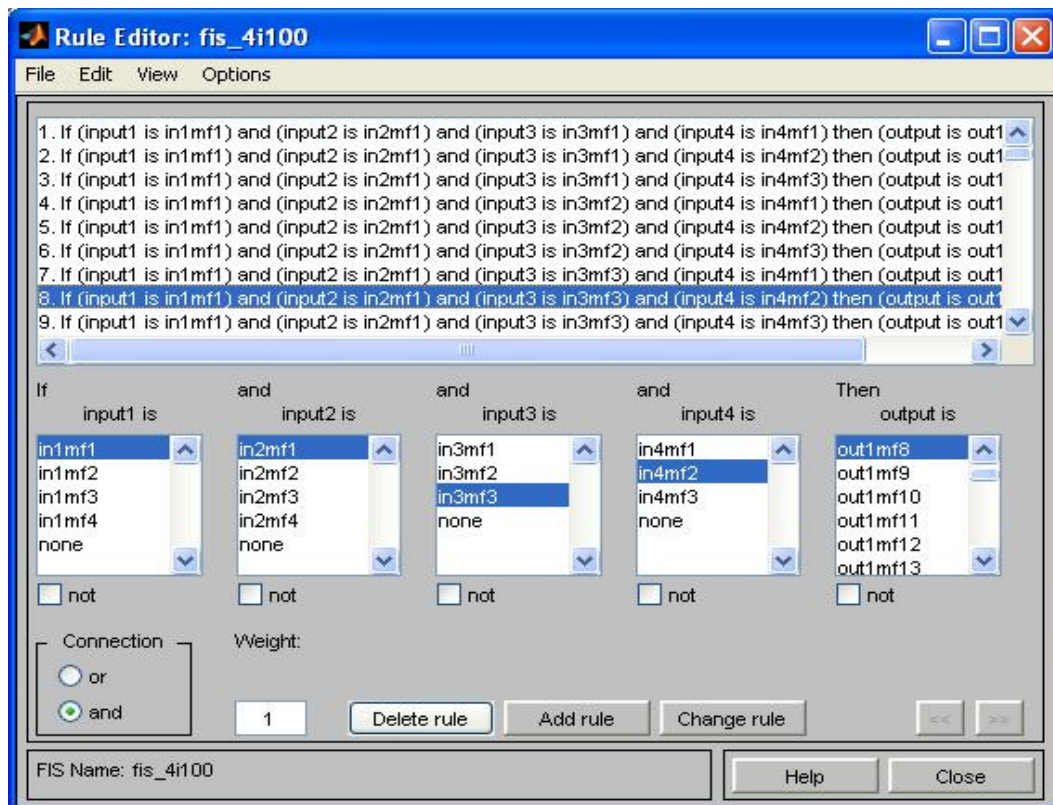 Rule Editor: fis_4i100
File Edit View Options
1. If (input1 is in1mf1) and (input2 is in2mf1) and (input3 is in3mf1) and (input4 is in4mf1) then (output is out1
2. If (input1 is in1mf1) and (input2 is in2mf1) and (input3 is in3mf1) and (input4 is in4mf2) then (output is out1
3. If (input1 is in1mf1) and (input2 is in2mf1) and (input3 is in3mf1) and (input4 is in4mf3) then (output is out1
4. If (input1 is in1mf1) and (input2 is in2mf1) and (input3 is in3mf2) and (input4 is in4mf1) then (output is out1
5. If (input1 is in1mf1) and (input2 is in2mf1) and (input3 is in3mf2) and (input4 is in4mf2) then (output is out1
6. If (input1 is in1mf1) and (input2 is in2mf1) and (input3 is in3mf2) and (input4 is in4mf3) then (output is out1
7. If (input1 is in1mf1) and (input2 is in2mf1) and (input3 is in3mf3) and (input4 is in4mf1) then (output is out1
8. If (input1 is in1mf1) and (input2 is in2mf1) and (input3 is in3mf3) and (input4 is in4mf2) then (output is out1
9. If (input1 is in1mf1) and (input2 is in2mf1) and (input3 is in3mf3) and (input4 is in4mf3) then (output is out1
If and and and Then
input1 is input2 is input3 is input4 is output is
in1mf1 in2mf1 in3mf1 in4mf1 out1mf8
in1mf2 in2mf2 in3mf2 in4mf2 out1mf9
in1mf3 in2mf3 in3mf3 in4mf3 out1mf10
in1mf4 in2mf4 none none out1mf11
none none out1mf12
out1mf13
not not not not not
Connection Weight:
or
and 1 Delete rule Add rule Change rule << >>
FIS Name: fis_4i100 Help Close